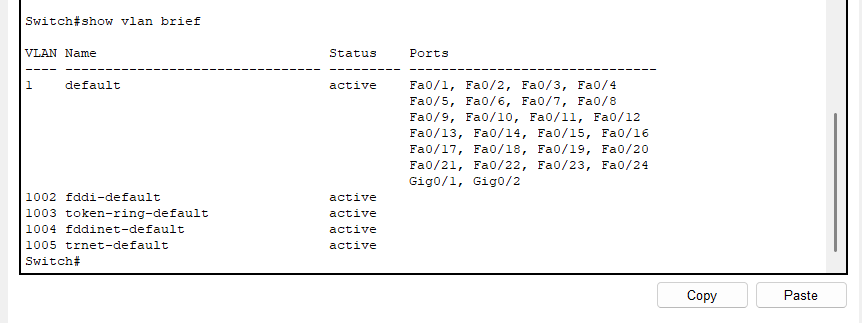 Switch#show vlan brief
VLAN Name                             Status    Ports
---- -------------------------------- --------- -------------------------------
1    default                          active    Fa0/1, Fa0/2, Fa0/3, Fa0/4
                                                Fa0/5, Fa0/6, Fa0/7, Fa0/8
                                                Fa0/9, Fa0/10, Fa0/11, Fa0/12
                                                Fa0/13, Fa0/14, Fa0/15, Fa0/16
                                                Fa0/17, Fa0/18, Fa0/19, Fa0/20
                                                Fa0/21, Fa0/22, Fa0/23, Fa0/24
                                                Gig0/1, Gig0/2
1002 fddi-default                     active
1003 token-ring-default               active
1004 fddinet-default                  active
1005 trnet-default                    active
Switch#
Copy Paste